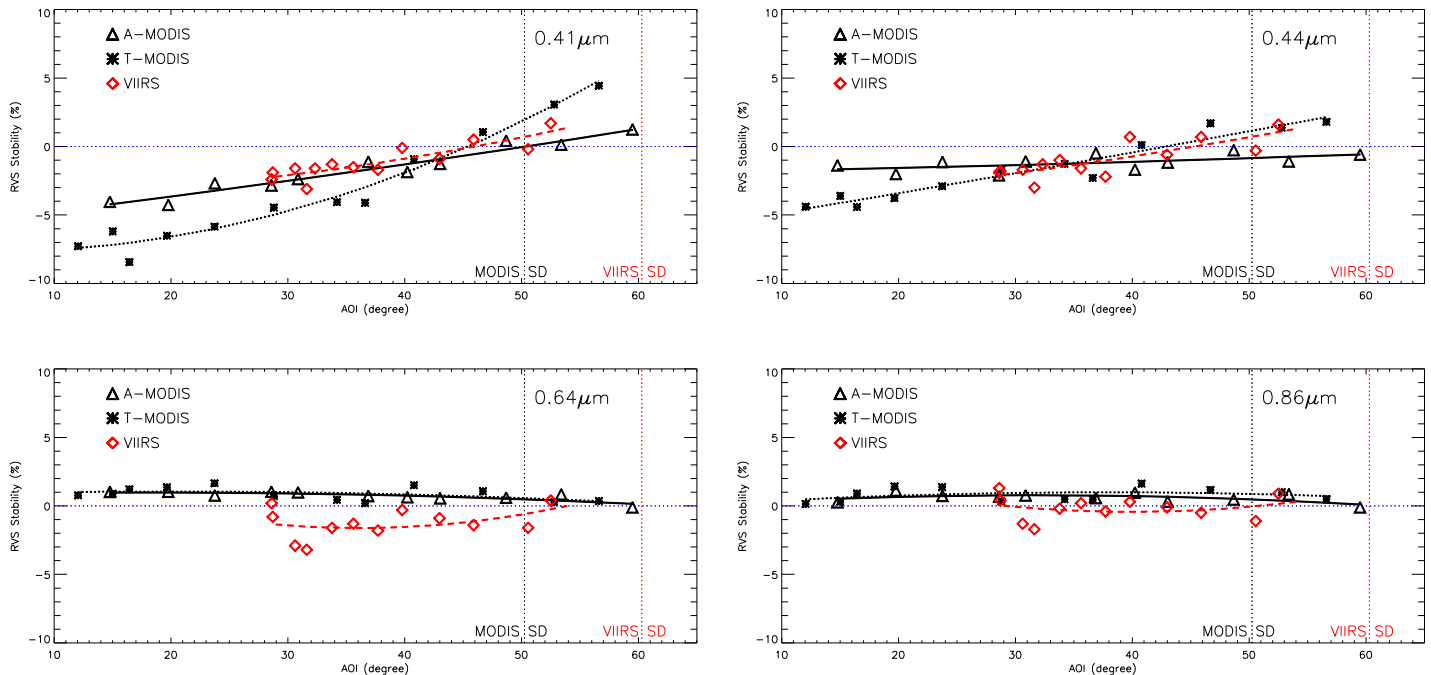 10
5
0
-5
-10
RVS Stability (%)
A-MODIS
T-MODIS
VIIRS
0.41μm
MODIS SD
VIIRS SD
10 20 30 40 50 60
AOI (degree)
10
5
0
-5
-10
RVS Stability (%)
A-MODIS
T-MODIS
VIIRS
0.44μm
MODIS SD
VIIRS SD
10 20 30 40 50 60
AOI (degree)
10
5
0
-5
-10
RVS Stability (%)
A-MODIS
T-MODIS
VIIRS
0.64μm
MODIS SD
VIIRS SD
10 20 30 40 50 60
AOI (degree)
10
5
0
-5
-10
RVS Stability (%)
A-MODIS
T-MODIS
VIIRS
0.86μm
MODIS SD
VIIRS SD
10 20 30 40 50 60
AOI (degree)